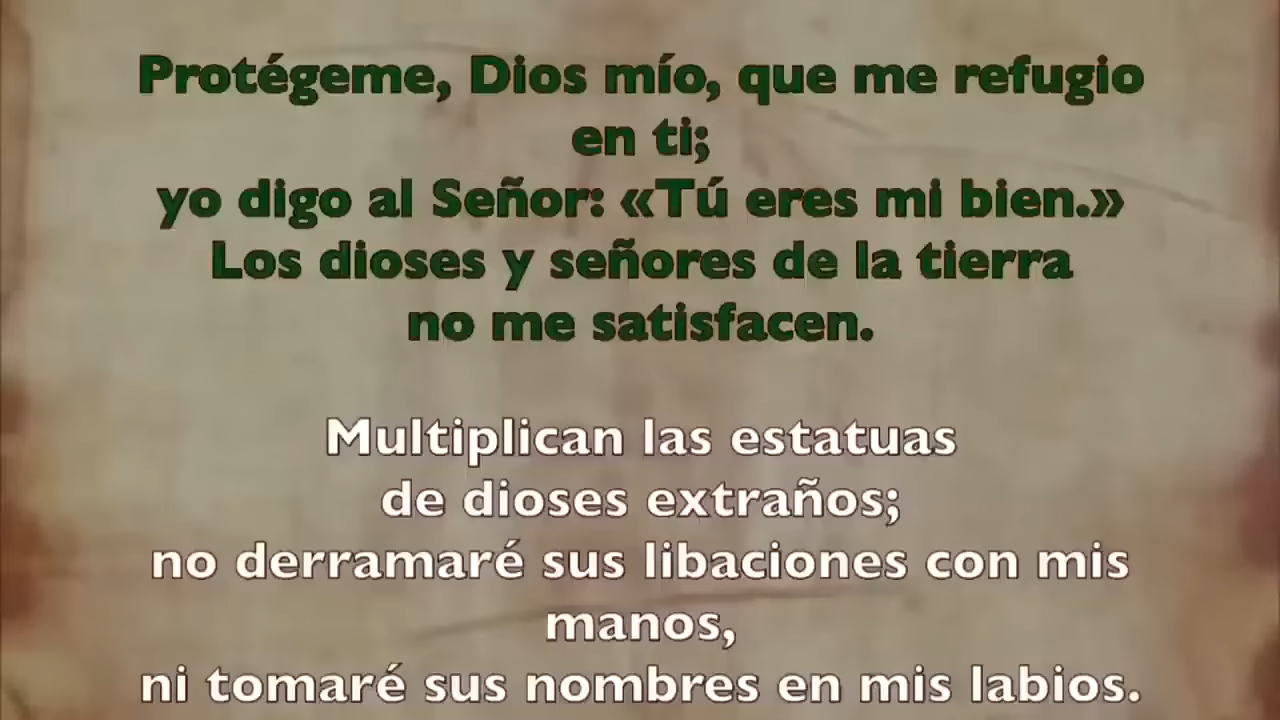 Protégeme, Dios mío, que me refugio
en ti;
yo digo al Señor: «Tú eres mi bien.»
Los dioses y señores de la tierra
no me satisfacen.
Multiplican las estatuas
de dioses extraños;
no derramaré sus libaciones con mis
manos,
ni tomaré sus nombres en mis labios.